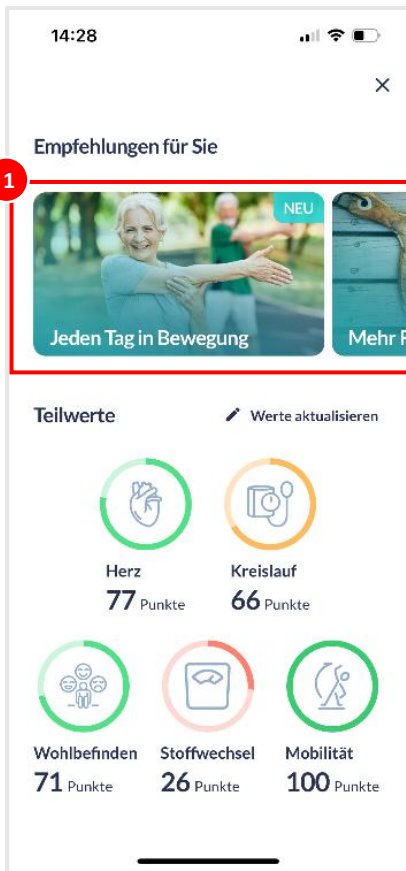 14:28
Empfehlungen für Sie
1
NEU
Jeden Tag in Bewegung
Mehr
Teilwerte
Werte aktualisieren
Herz
77 Punkte
Kreislauf
66 Punkte
Wohlbefinden
71 Punkte
Stoffwechsel
26 Punkte
Mobilität
100 Punkte